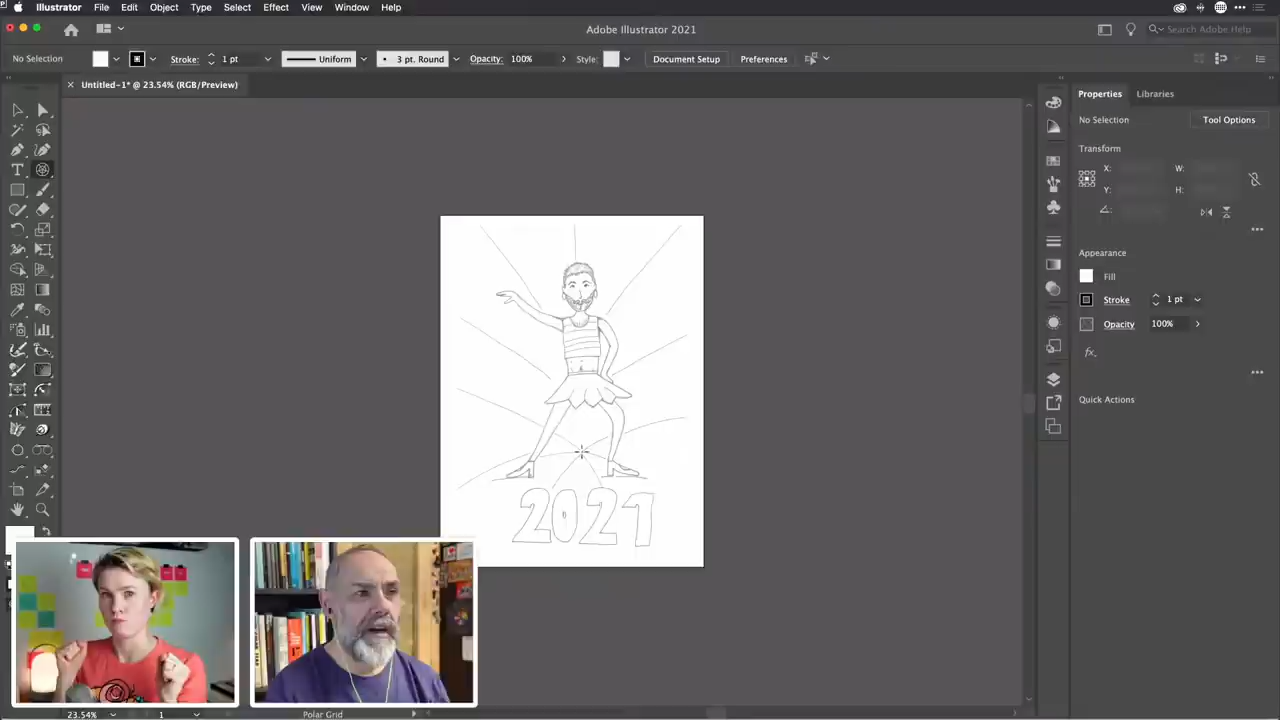 Illustrator File Edit Object Type Select Effect View Window Help
Adobe Illustrator 2021
Search Adobe Help
No Selection
Stroke:
1 pt
Uniform
3 pt. Round
Opacity:
100%
Style:
Document Setup
Preferences
Untitled-1* @ 23.54% (RGB/Preview)
Properties
Libraries
No Selection
Tool Options
Transform
X:
W:
Y:
H:
Appearance
Fill
Stroke
1 pt
Opacity
100%
fx
Quick Actions
2021
23.54%
1
Polar Grid